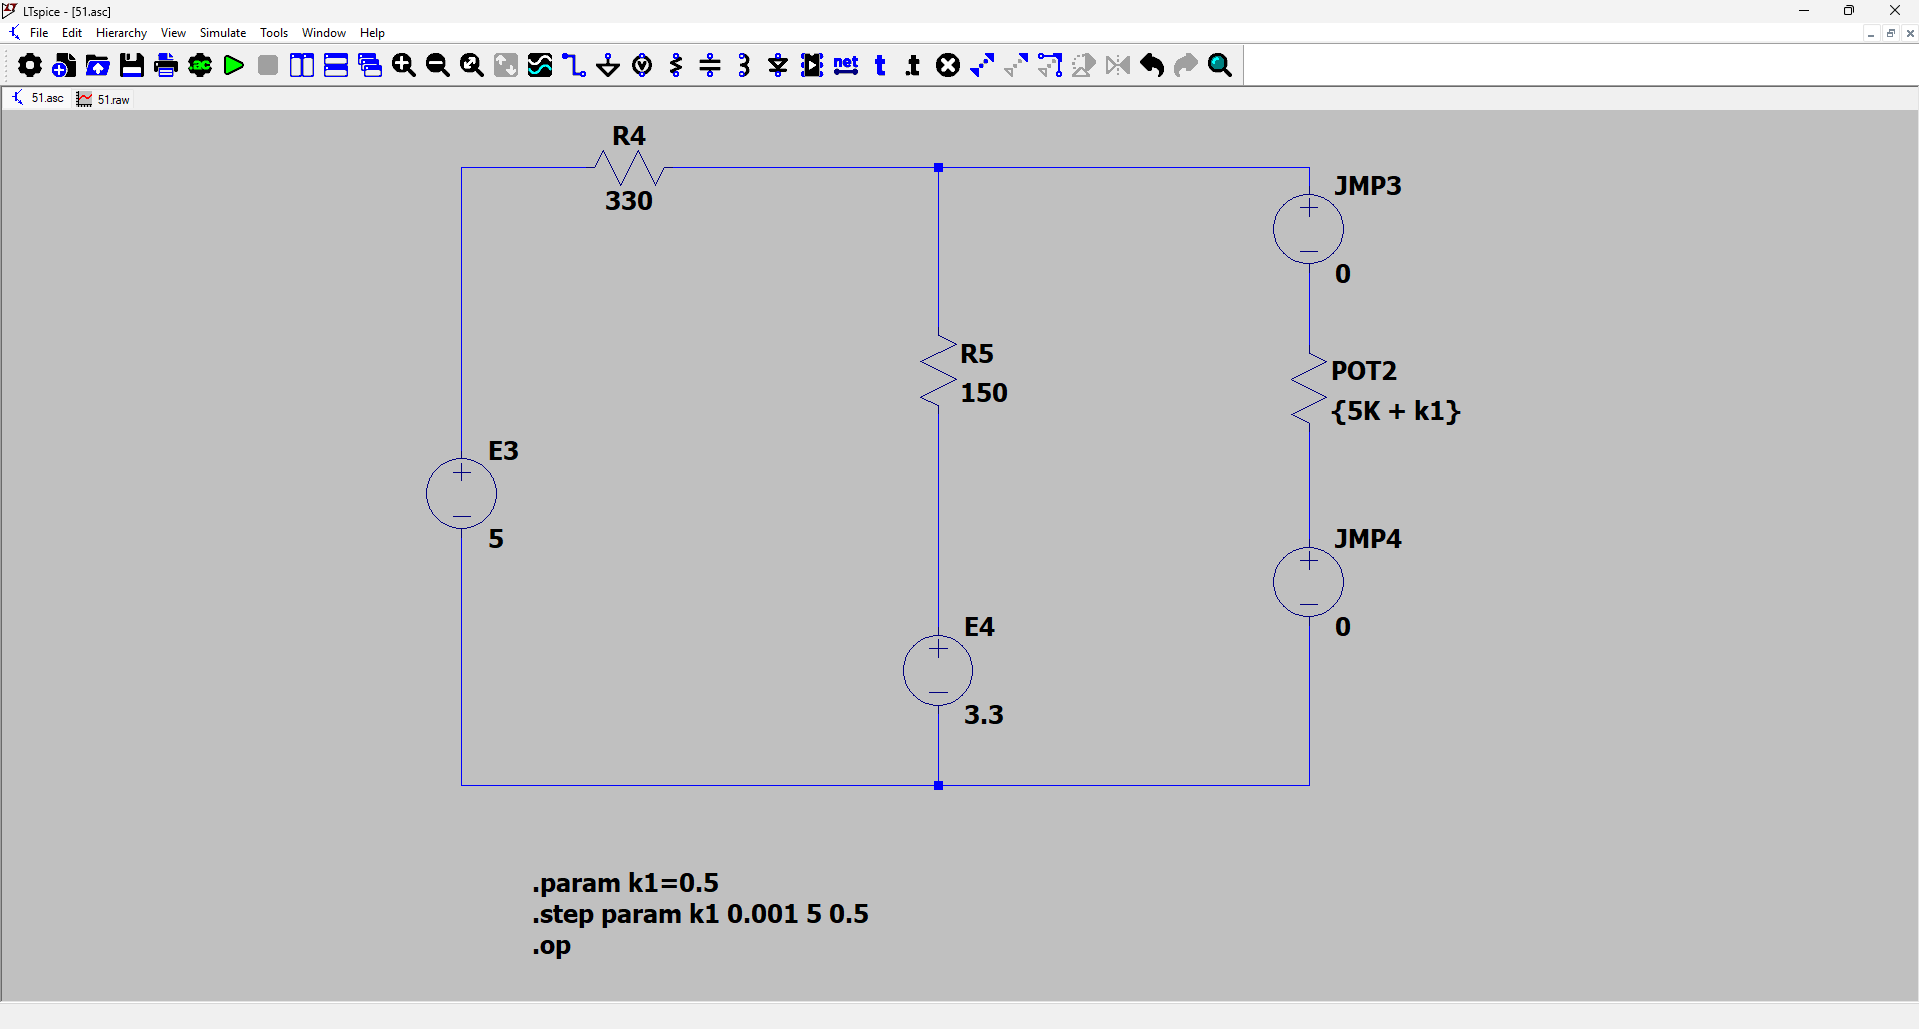 LTspice - [51.asc]
File Edit Hierarchy View Simulate Tools Window Help
.ac net t .t
51.asc 51.raw
R4
330
JMP3
0
R5
150
POT2
{5K + k1}
E3
5
JMP4
0
E4
3.3
.param k1=0.5
.step param k1 0.001 5 0.5
.op